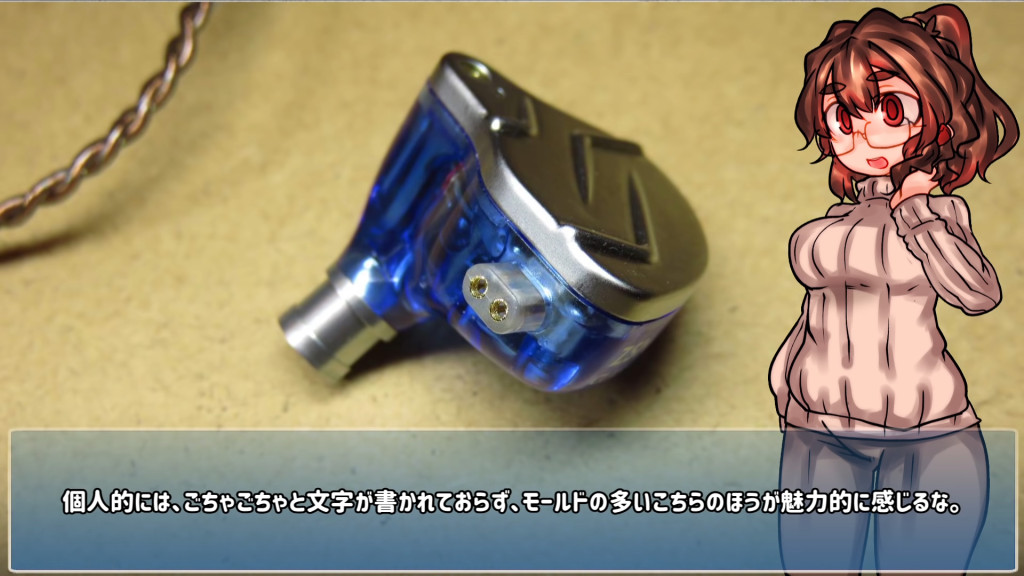 個人的には、ごちゃごちゃと文字が書かれておらず、モールドの多いこちらのほうが魅力的に感じるな。